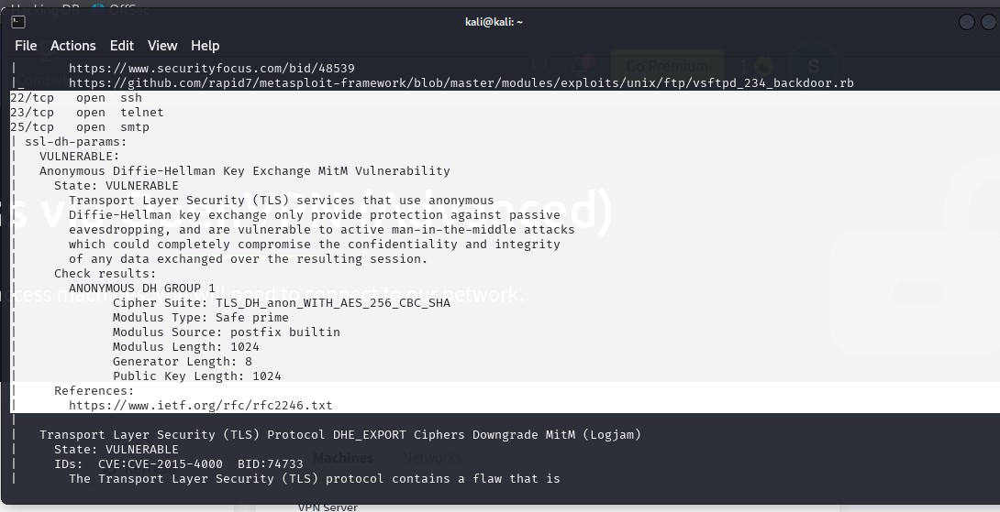 Hacking DB OffSec
kali@kali: ~
File Actions Edit View Help
Go Premium 1 S
| https://www.securityfocus.com/bid/48539
|_ https://github.com/rapid7/metasploit-framework/blob/master/modules/exploits/unix/ftp/vsftpd_234_backdoor.rb
22/tcp open ssh
23/tcp open telnet
25/tcp open smtp
| ssl-dh-params:
| VULNERABLE:
| Anonymous Diffie-Hellman Key Exchange MitM Vulnerability
| State: VULNERABLE
| Transport Layer Security (TLS) services that use anonymous
| Diffie-Hellman key exchange only provide protection against passive
| eavesdropping, and are vulnerable to active man-in-the-middle attacks
| which could completely compromise the confidentiality and integrity
| of any data exchanged over the resulting session.
| Check results:
| ANONYMOUS DH GROUP 1
| Cipher Suite: TLS_DH_anon_WITH_AES_256_CBC_SHA
| Modulus Type: Safe prime
| Modulus Source: postfix builtin
| Modulus Length: 1024
| Generator Length: 8
| Public Key Length: 1024
| References:
| https://www.ietf.org/rfc/rfc2246.txt
|
| Transport Layer Security (TLS) Protocol DHE_EXPORT Ciphers Downgrade MitM (Logjam)
| State: VULNERABLE
| IDs: CVE:CVE-2015-4000 BID:74733
| The Transport Layer Security (TLS) protocol contains a flaw that is
Machines Networks
VPN Server